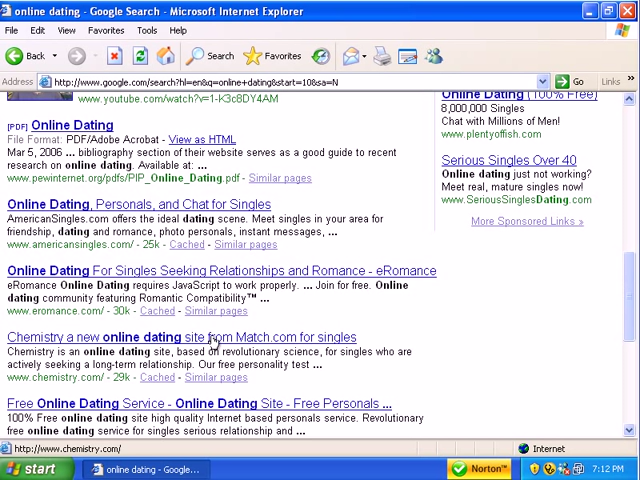 online dating - Google Search - Microsoft Internet Explorer
File Edit View Favorites Tools Help
Back Search Favorites
Address http://www.google.com/search?hl=en&q=online+dating&start=10&sa=N Go Links »
www.youtube.com/watch?v=1-K3c8DY4AM
[PDF] Online Dating
File Format: PDF/Adobe Acrobat - View as HTML
Mar 5, 2006 ... bibliography section of their website serves as a good guide to recent
research on online dating. Available at: ...
www.pewinternet.org/pdfs/PIP_Online_Dating.pdf - Similar pages
Online Dating, Personals, and Chat for Singles
AmericanSingles.com offers the ideal dating scene. Meet singles in your area for
friendship, dating and romance, photo personals, instant messages, ...
www.americansingles.com/ - 25k - Cached - Similar pages
Online Dating For Singles Seeking Relationships and Romance - eRomance
eRomance Online Dating requires JavaScript to work properly. ... Join for free. Online
dating community featuring Romantic Compatibility™ ...
www.eromance.com/ - 30k - Cached - Similar pages
Chemistry a new online dating site from Match.com for singles
Chemistry is an online dating site, based on revolutionary science, for singles who are
actively seeking a long-term relationship. Our free personality test ...
www.chemistry.com/ - 29k - Cached - Similar pages
Free Online Dating Service - Online Dating Site - Free Personals ...
100% Free online dating site high quality Internet based personals service. Revolutionary
free online dating service for singles serious relationship and ...
Online Dating (100% Free)
8,000,000 Singles
Chat with Millions of Men!
www.plentyoffish.com
Serious Singles Over 40
Online dating just not working?
Meet real, mature singles now!
www.SeriousSinglesDating.com
More Sponsored Links »
http://www.chemistry.com/ Internet
start online dating - Google... Norton™ 7:12 PM